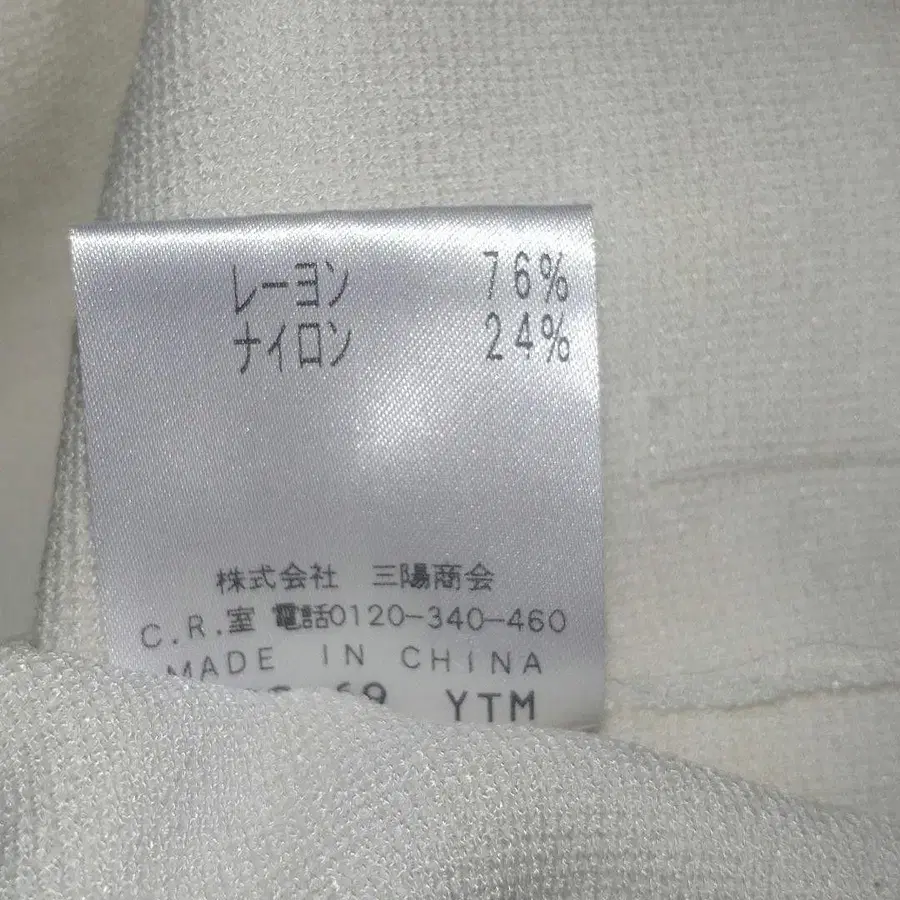 レーヨン 76%
ナイロン 24%
株式会社 三陽商会
C.R.室 電話0120-340-460
MADE IN CHINA
YTM